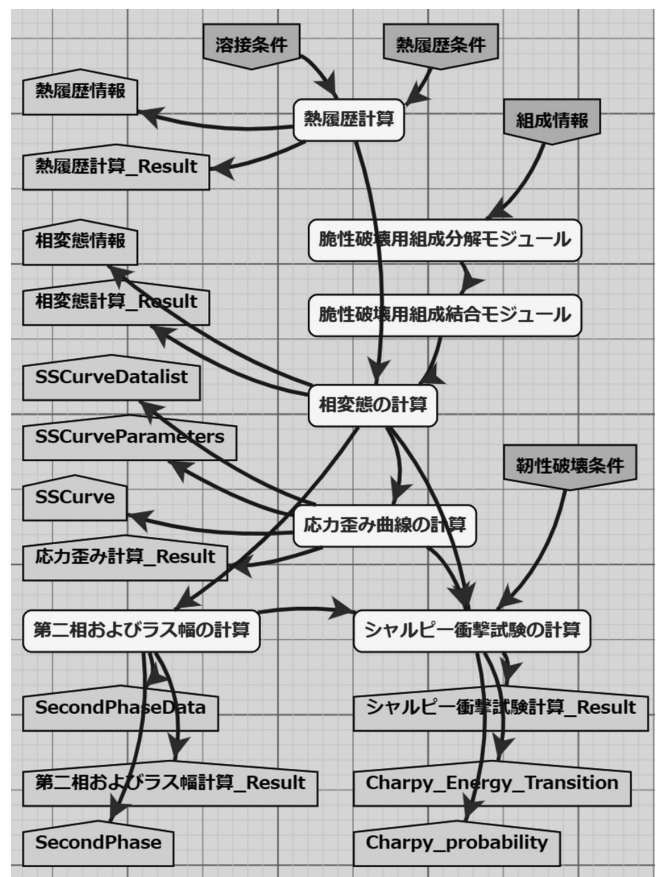 溶接条件
熱履歴条件
熱履歴情報
熱履歴計算
組成情報
熱履歴計算_Result
相変態情報
脆性破壊用組成分解モジュール
相変態計算_Result
脆性破壊用組成結合モジュール
SSCurveDatalist
相変態の計算
SSCurveParameters
靭性破壊条件
SSCurve
応力歪み曲線の計算
応力歪み計算_Result
第二相およびラス幅の計算
シャルピー衝撃試験の計算
SecondPhaseData
シャルピー衝撃試験計算_Result
第二相およびラス幅計算_Result
Charpy_Energy_Transition
SecondPhase
Charpy_probability